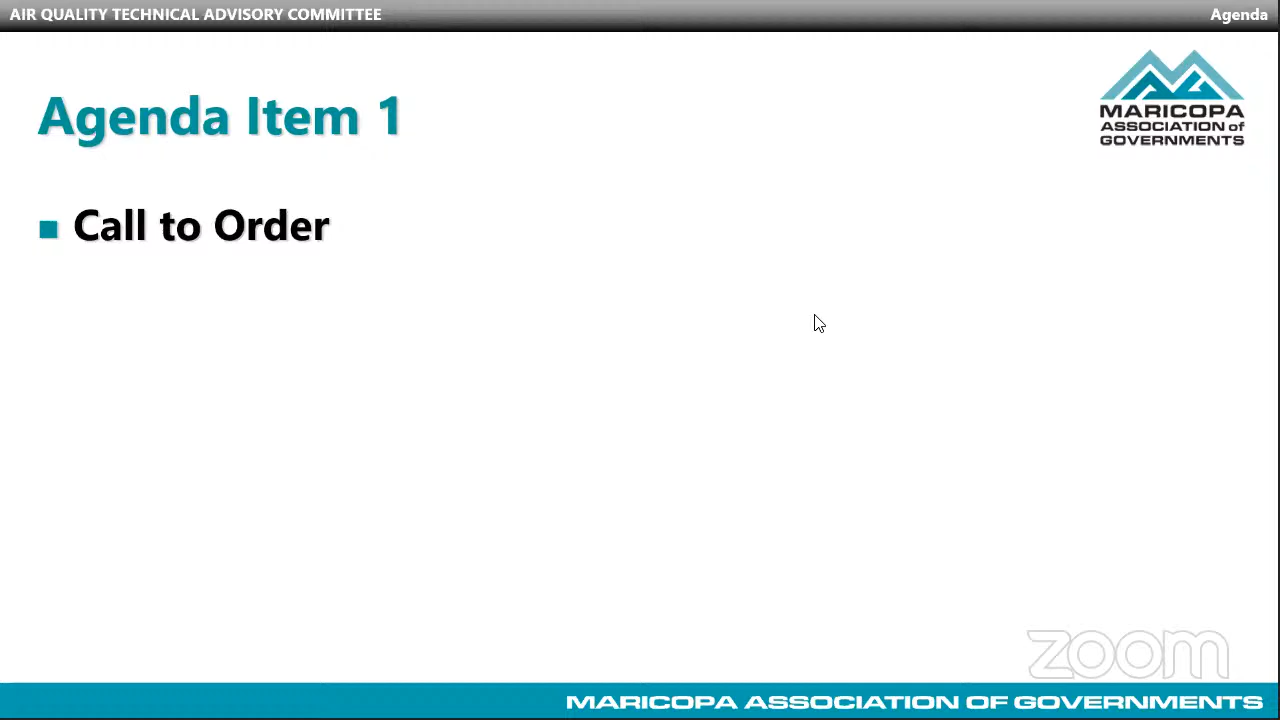 AIR QUALITY TECHNICAL ADVISORY COMMITTEE
Agenda
MARICOPA
ASSOCIATION of
GOVERNMENTS
Agenda Item 1
Call to Order
zoom
MARICOPA ASSOCIATION OF GOVERNMENTS